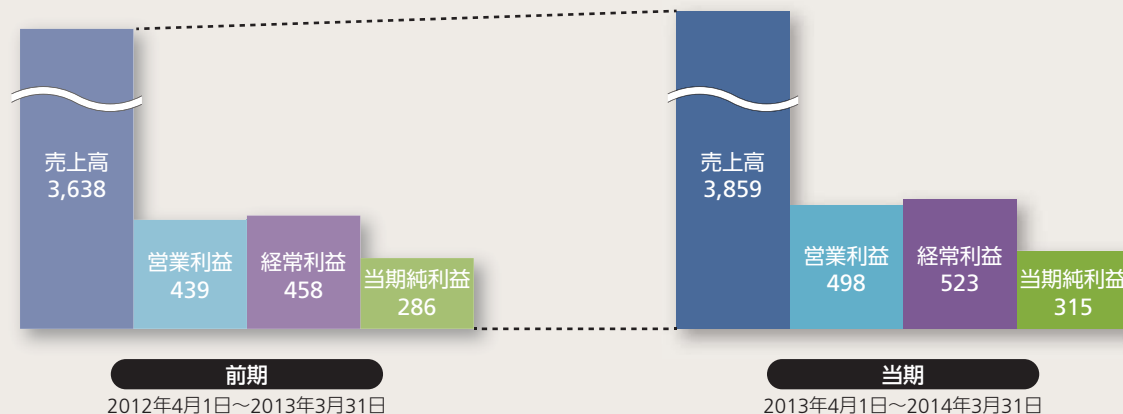 売上高
3,638
営業利益
439
経常利益
458
当期純利益
286
前期
2012年4月1日～2013年3月31日
売上高
3,859
営業利益
498
経常利益
523
当期純利益
315
当期
2013年4月1日～2014年3月31日